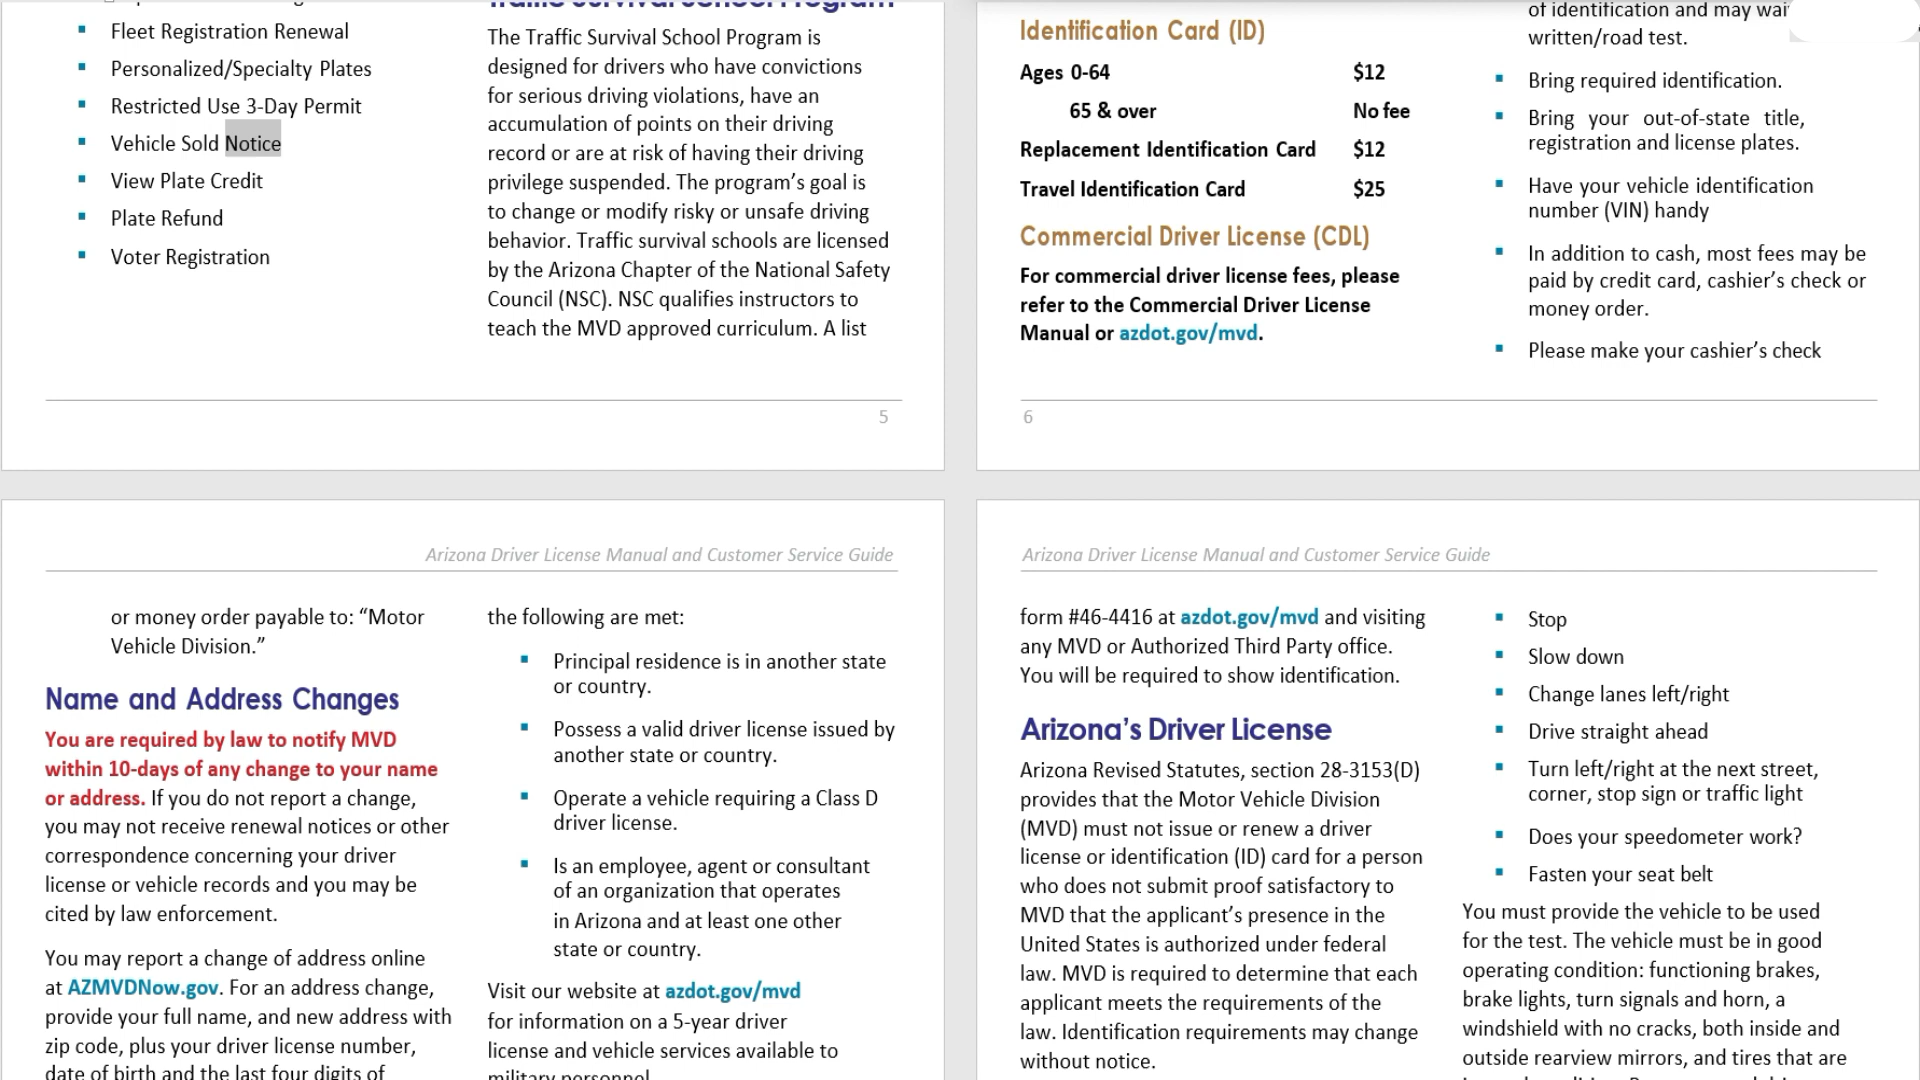 Fleet Registration Renewal
Personalized/Specialty Plates
Restricted Use 3-Day Permit
Vehicle Sold Notice
View Plate Credit
Plate Refund
Voter Registration
Traffic Survival School Program
The Traffic Survival School Program is
designed for drivers who have convictions
for serious driving violations, have an
accumulation of points on their driving
record or are at risk of having their driving
privilege suspended. The program’s goal is
to change or modify risky or unsafe driving
behavior. Traffic survival schools are licensed
by the Arizona Chapter of the National Safety
Council (NSC). NSC qualifies instructors to
teach the MVD approved curriculum. A list
5
Identification Card (ID)
Ages 0-64 $12
65 & over No fee
Replacement Identification Card $12
Travel Identification Card $25
Commercial Driver License (CDL)
For commercial driver license fees, please
refer to the Commercial Driver License
Manual or azdot.gov/mvd.
of identification and may wait
written/road test.
Bring required identification.
Bring your out-of-state title,
registration and license plates.
Have your vehicle identification
number (VIN) handy
In addition to cash, most fees may be
paid by credit card, cashier’s check or
money order.
Please make your cashier’s check
6
Arizona Driver License Manual and Customer Service Guide
or money order payable to: “Motor
Vehicle Division.”
Name and Address Changes
You are required by law to notify MVD
within 10-days of any change to your name
or address. If you do not report a change,
you may not receive renewal notices or other
correspondence concerning your driver
license or vehicle records and you may be
cited by law enforcement.
You may report a change of address online
at AZMVDNow.gov. For an address change,
provide your full name, and new address with
zip code, plus your driver license number,
date of birth and the last four digits of
the following are met:
Principal residence is in another state
or country.
Possess a valid driver license issued by
another state or country.
Operate a vehicle requiring a Class D
driver license.
Is an employee, agent or consultant
of an organization that operates
in Arizona and at least one other
state or country.
Visit our website at azdot.gov/mvd
for information on a 5-year driver
license and vehicle services available to
military personnel
Arizona Driver License Manual and Customer Service Guide
form #46-4416 at azdot.gov/mvd and visiting
any MVD or Authorized Third Party office.
You will be required to show identification.
Arizona’s Driver License
Arizona Revised Statutes, section 28-3153(D)
provides that the Motor Vehicle Division
(MVD) must not issue or renew a driver
license or identification (ID) card for a person
who does not submit proof satisfactory to
MVD that the applicant’s presence in the
United States is authorized under federal
law. MVD is required to determine that each
applicant meets the requirements of the
law. Identification requirements may change
without notice.
Stop
Slow down
Change lanes left/right
Drive straight ahead
Turn left/right at the next street,
corner, stop sign or traffic light
Does your speedometer work?
Fasten your seat belt
You must provide the vehicle to be used
for the test. The vehicle must be in good
operating condition: functioning brakes,
brake lights, turn signals and horn, a
windshield with no cracks, both inside and
outside rearview mirrors, and tires that are